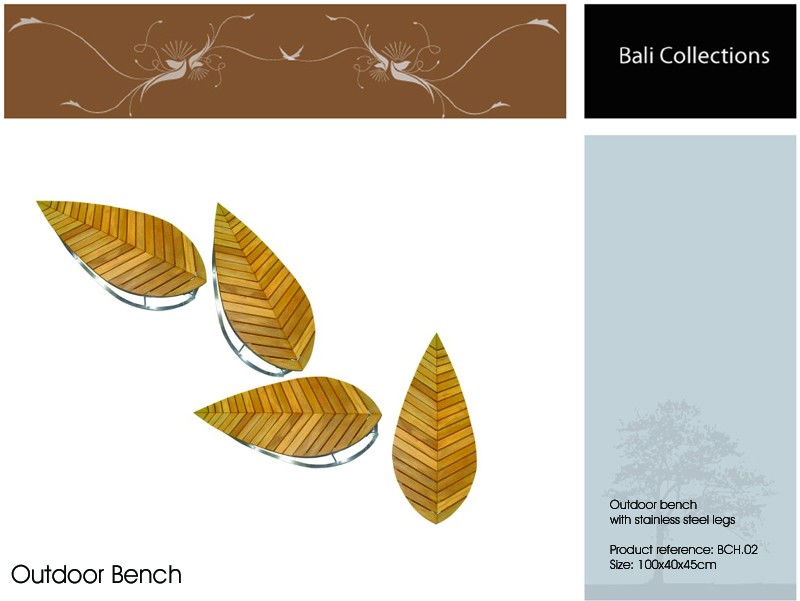 Bali Collections
Outdoor bench
with stainless steel legs
Product reference: BCH.02
Size: 100x40x45cm
Outdoor Bench